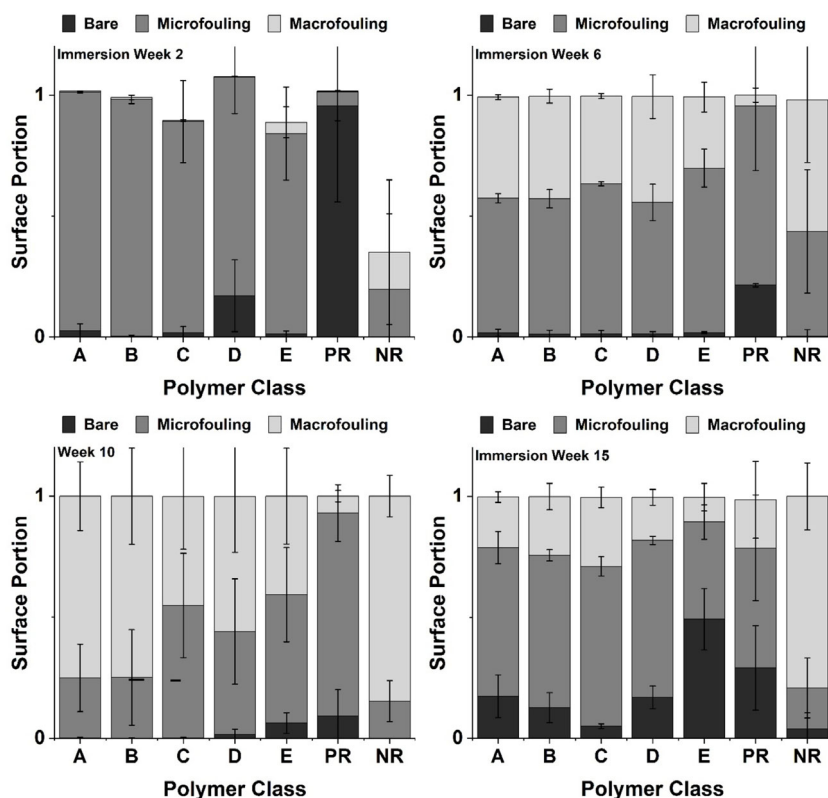 Bare Microfouling Macrofouling
Immersion Week 2
Surface Portion
1
0
A B C D E PR NR
Polymer Class
Bare Microfouling Macrofouling
Immersion Week 6
Surface Portion
1
0
A B C D E PR NR
Polymer Class
Bare Microfouling Macrofouling
Week 10
Surface Portion
1
0
A B C D E PR NR
Polymer Class
Bare Microfouling Macrofouling
Immersion Week 15
Surface Portion
1
0
A B C D E PR NR
Polymer Class